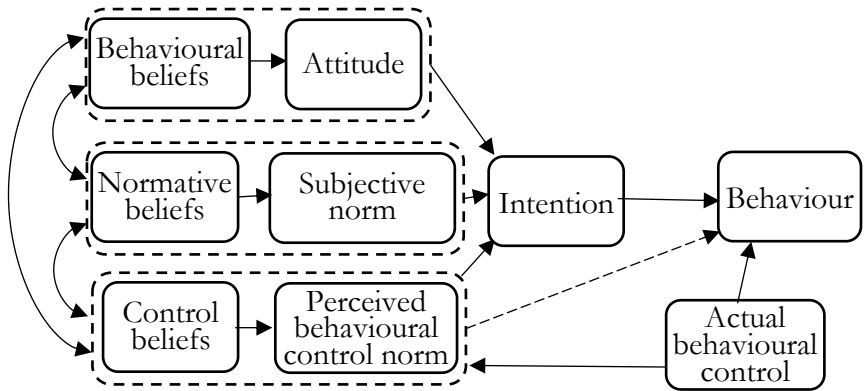 Behavioural
beliefs
Attitude
Normative
beliefs
Subjective
norm
Intention
Behaviour
Control
beliefs
Perceived
behavioural
control norm
Actual
behavioural
control